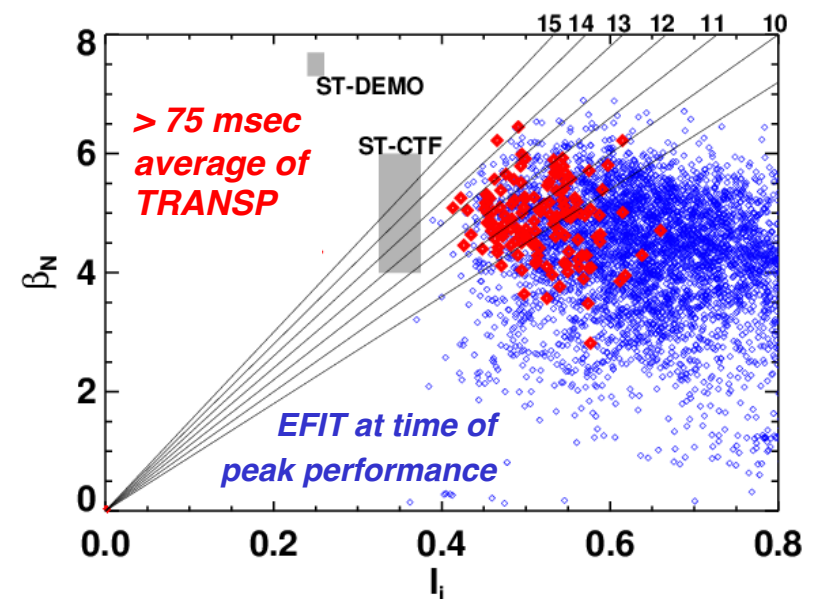 15 14 13 12 11 10
8
ST-DEMO
> 75 msec
average of
TRANSP
6
ST-CTF
βN
4
2
EFIT at time of
peak performance
0
0.0 0.2 0.4 0.6 0.8
li